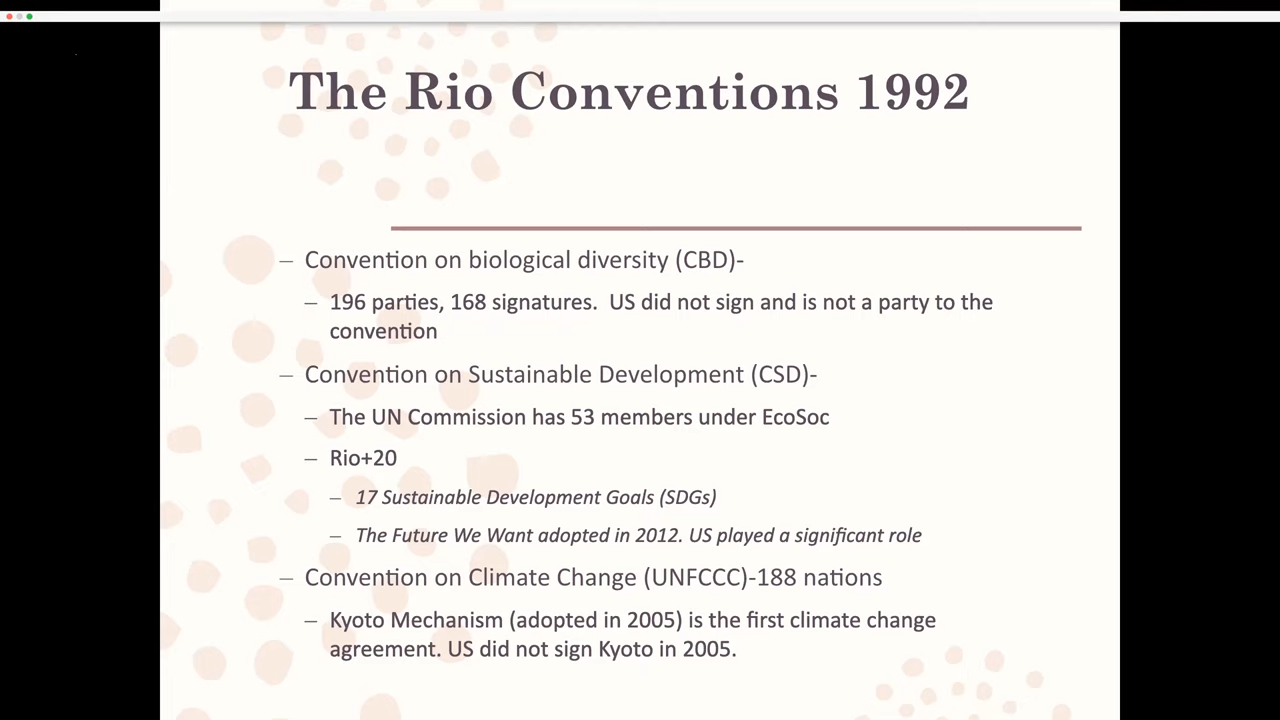 The Rio Conventions 1992
– Convention on biological diversity (CBD)-
– 196 parties, 168 signatures.  US did not sign and is not a party to the
convention
– Convention on Sustainable Development (CSD)-
– The UN Commission has 53 members under EcoSoc
– Rio+20
– 17 Sustainable Development Goals (SDGs)
– The Future We Want adopted in 2012. US played a significant role
– Convention on Climate Change (UNFCCC)-188 nations
– Kyoto Mechanism (adopted in 2005) is the first climate change
agreement. US did not sign Kyoto in 2005.